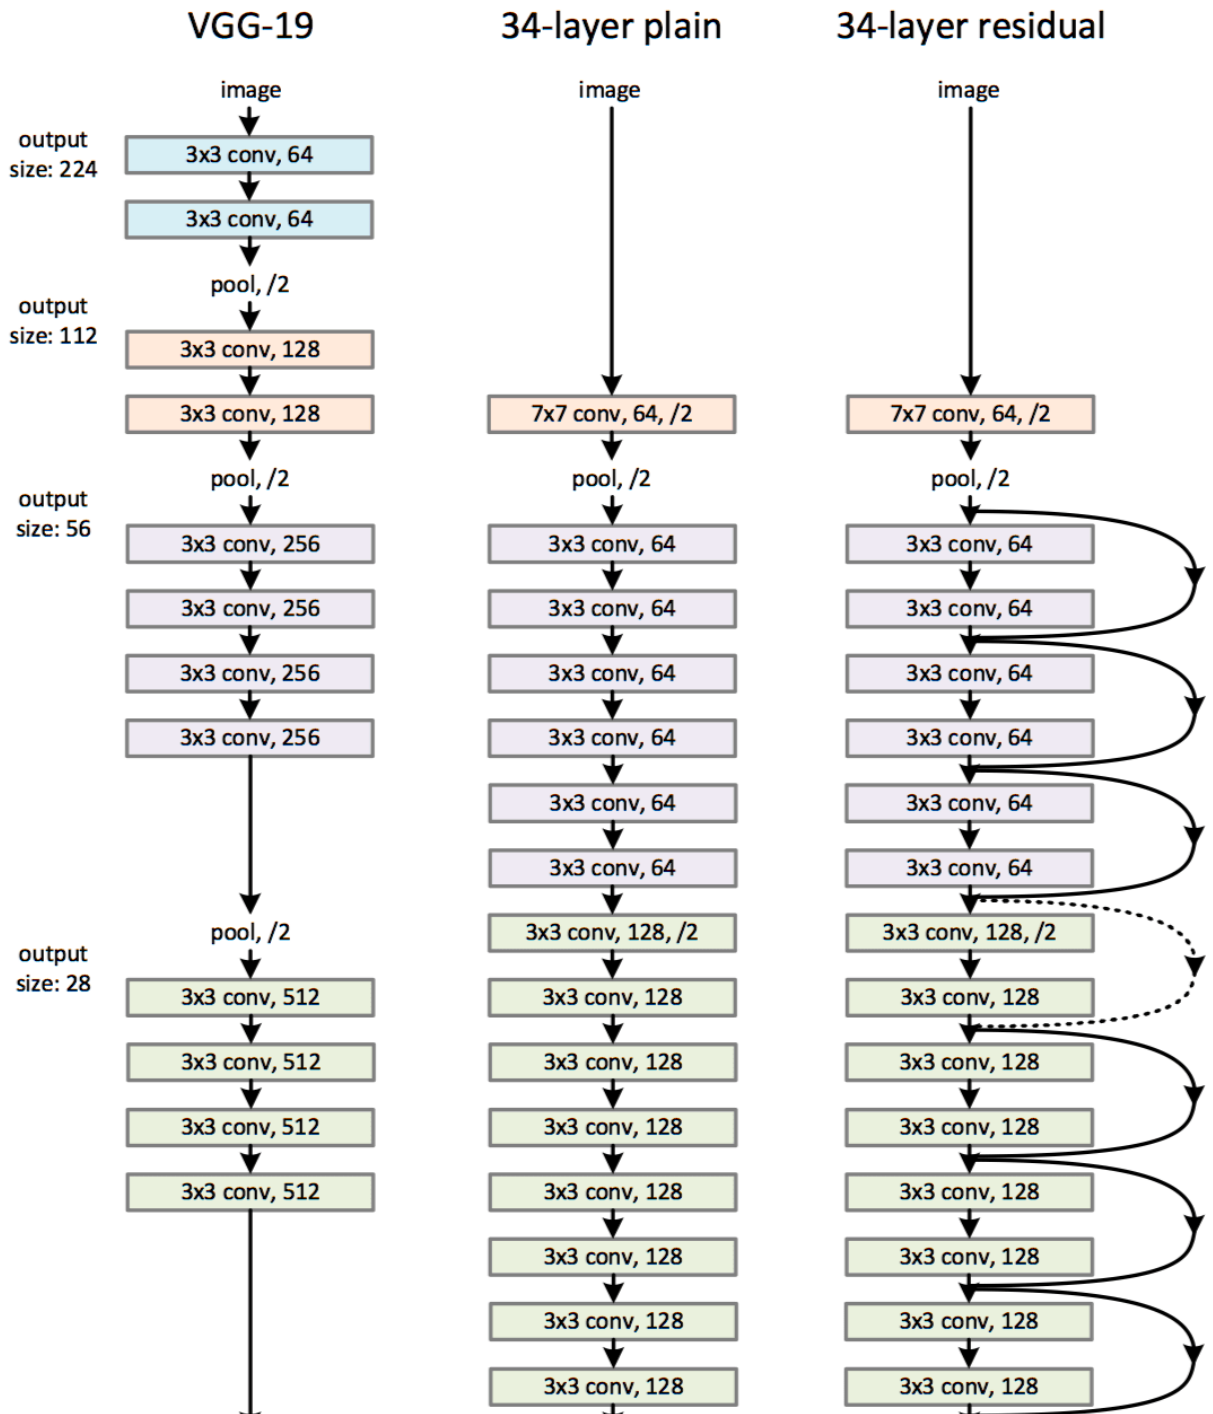 VGG-19
34-layer plain
34-layer residual
image
image
image
output
size: 224
3x3 conv, 64
3x3 conv, 64
pool, /2
output
size: 112
3x3 conv, 128
3x3 conv, 128
7x7 conv, 64, /2
7x7 conv, 64, /2
pool, /2
pool, /2
pool, /2
output
size: 56
3x3 conv, 256
3x3 conv, 64
3x3 conv, 64
3x3 conv, 256
3x3 conv, 64
3x3 conv, 64
3x3 conv, 256
3x3 conv, 64
3x3 conv, 64
3x3 conv, 256
3x3 conv, 64
3x3 conv, 64
3x3 conv, 64
3x3 conv, 64
3x3 conv, 64
3x3 conv, 64
pool, /2
3x3 conv, 128, /2
3x3 conv, 128, /2
output
size: 28
3x3 conv, 512
3x3 conv, 128
3x3 conv, 128
3x3 conv, 512
3x3 conv, 128
3x3 conv, 128
3x3 conv, 512
3x3 conv, 128
3x3 conv, 128
3x3 conv, 512
3x3 conv, 128
3x3 conv, 128
3x3 conv, 128
3x3 conv, 128
3x3 conv, 128
3x3 conv, 128
3x3 conv, 128
3x3 conv, 128